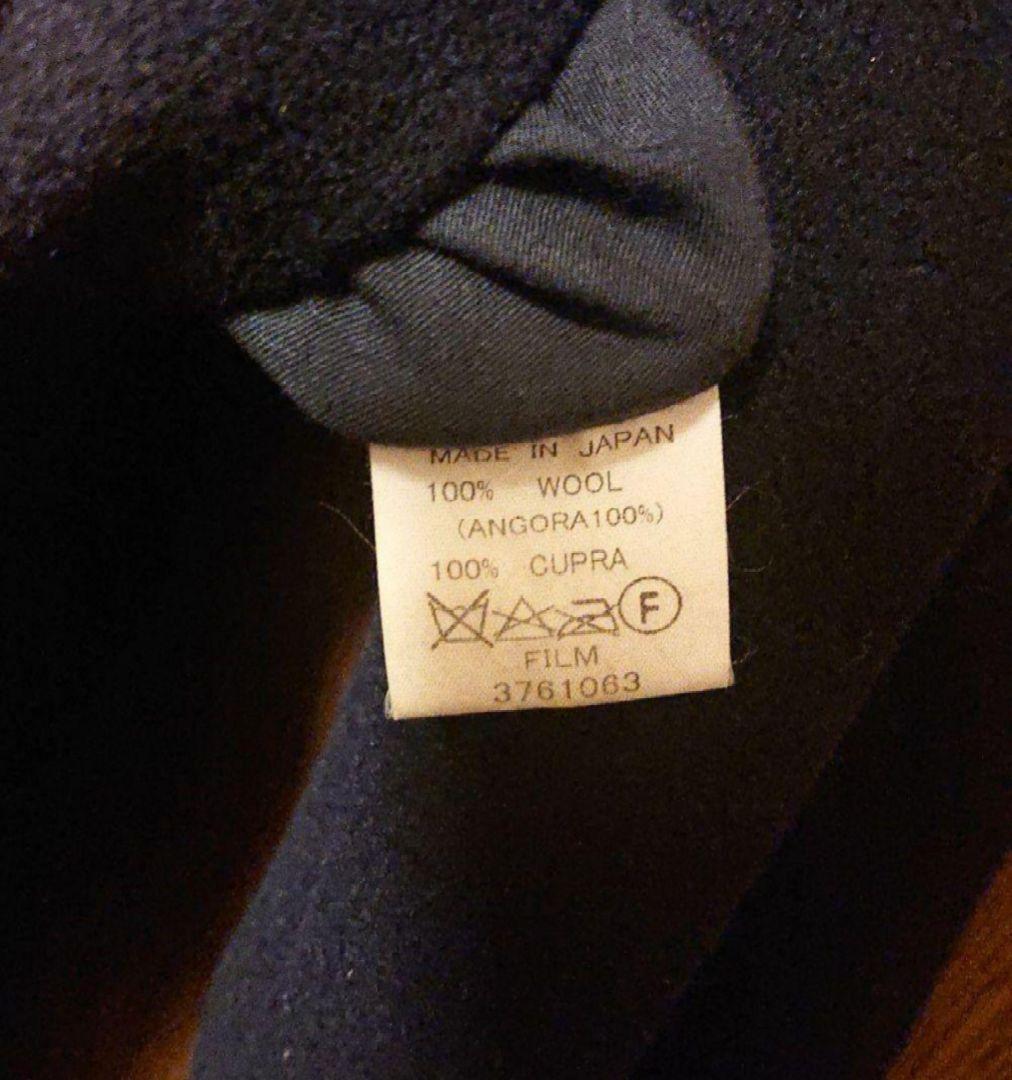 MADE IN JAPAN
100% WOOL
(ANGORA100%)
100% CUPRA
F
FILM
3761063